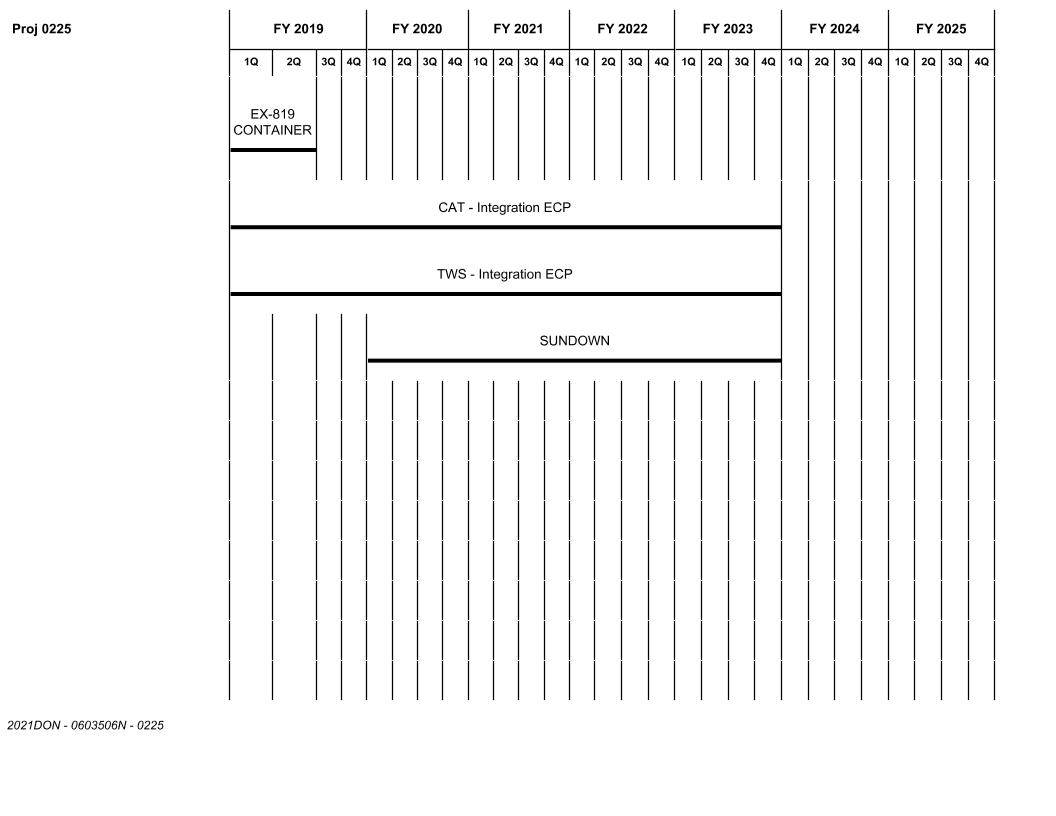 Proj 0225 FY 2019 FY 2020 FY 2021 FY 2022 FY 2023 FY 2024 FY 2025
1Q 2Q 3Q 4Q 1Q 2Q 3Q 4Q 1Q 2Q 3Q 4Q 1Q 2Q 3Q 4Q 1Q 2Q 3Q 4Q 1Q 2Q 3Q 4Q 1Q 2Q 3Q 4Q
EX-819
CONTAINER
CAT - Integration ECP
TWS - Integration ECP
SUNDOWN
2021DON - 0603506N - 0225